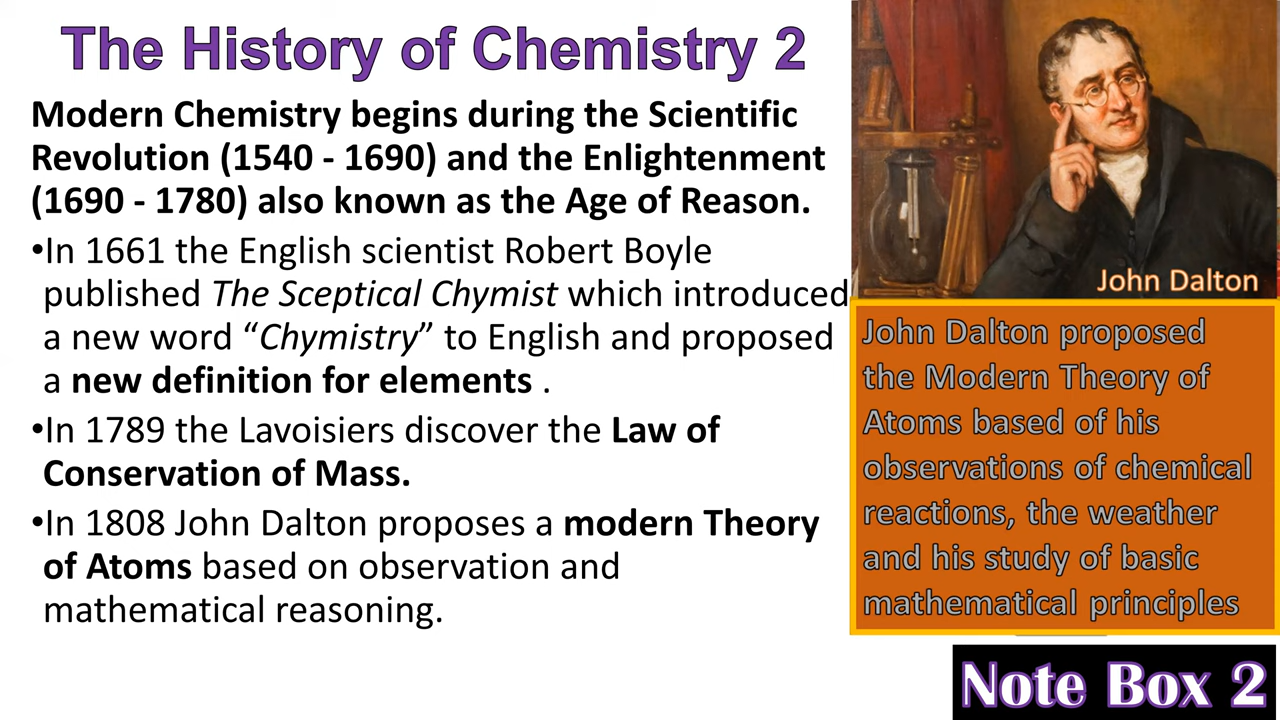 The History of Chemistry 2
Modern Chemistry begins during the Scientific
Revolution (1540 - 1690) and the Enlightenment
(1690 - 1780) also known as the Age of Reason.
•In 1661 the English scientist Robert Boyle
published The Sceptical Chymist which introduced
a new word “Chymistry” to English and proposed
a new definition for elements .
•In 1789 the Lavoisiers discover the Law of
Conservation of Mass.
•In 1808 John Dalton proposes a modern Theory
of Atoms based on observation and
mathematical reasoning.
John Dalton
John Dalton proposed
the Modern Theory of
Atoms based of his
observations of chemical
reactions, the weather
and his study of basic
mathematical principles
Note Box 2